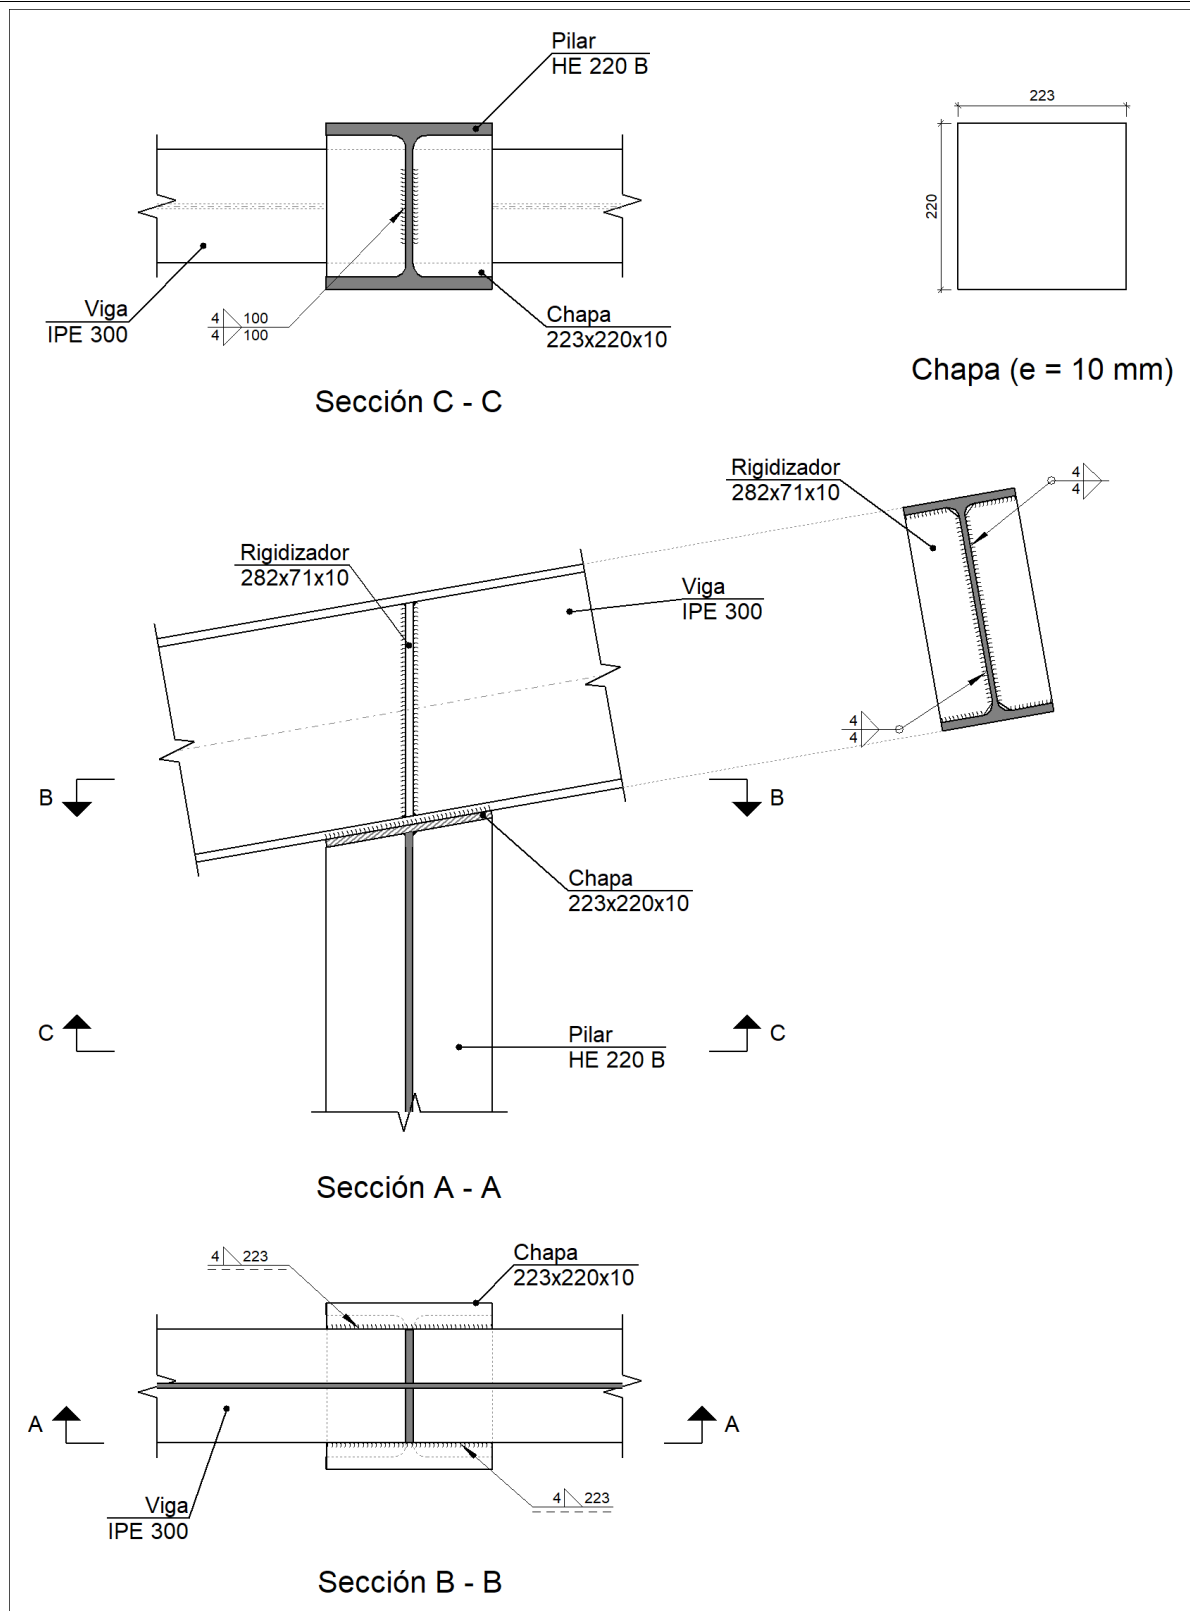 Pilar
HE 220 B
223
220
Viga
IPE 300
4 100
4 100
Chapa
223x220x10
Chapa (e = 10 mm)
Sección C - C
Rigidizador
282x71x10
4
4
Rigidizador
282x71x10
Viga
IPE 300
4
4
B
B
Chapa
223x220x10
C
C
Pilar
HE 220 B
Sección A - A
4 223
Chapa
223x220x10
A
A
Viga
IPE 300
4 223
Sección B - B